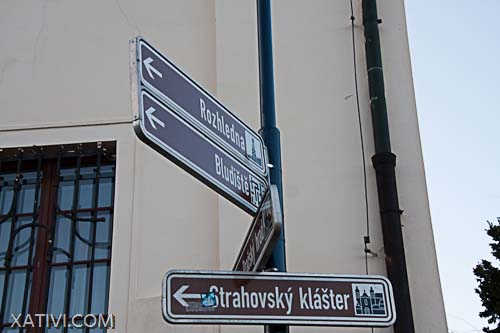 Rozhledna
Bludiště
Strahovský klášter
XATIVI.COM